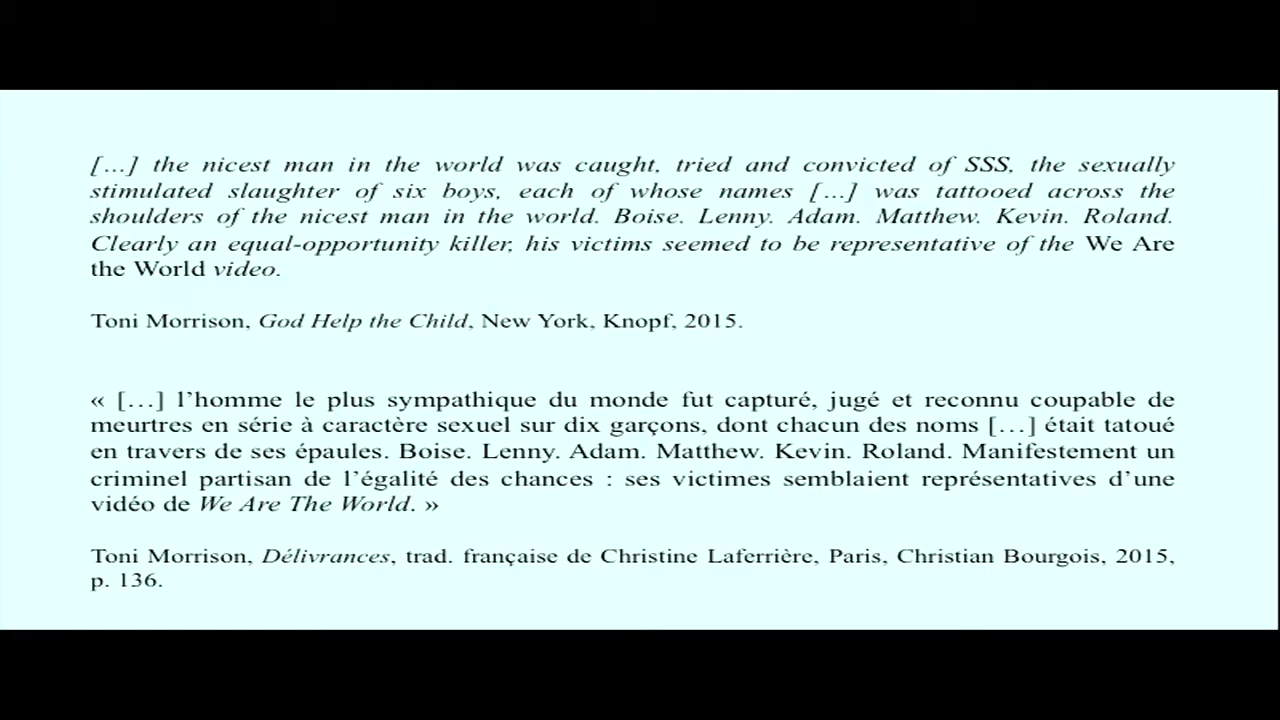 […] the nicest man in the world was caught, tried and convicted of SSS, the sexually
stimulated slaughter of six boys, each of whose names […] was tattooed across the
shoulders of the nicest man in the world. Boise. Lenny. Adam. Matthew. Kevin. Roland.
Clearly an equal-opportunity killer, his victims seemed to be representative of the We Are
the World video.
Toni Morrison, God Help the Child, New York, Knopf, 2015.
« […] l’homme le plus sympathique du monde fut capturé, jugé et reconnu coupable de
meurtres en série à caractère sexuel sur dix garçons, dont chacun des noms […] était tatoué
en travers de ses épaules. Boise. Lenny. Adam. Matthew. Kevin. Roland. Manifestement un
criminel partisan de l’égalité des chances : ses victimes semblaient représentatives d’une
vidéo de We Are The World. »
Toni Morrison, Délivrances, trad. française de Christine Laferrière, Paris, Christian Bourgois, 2015,
p. 136.